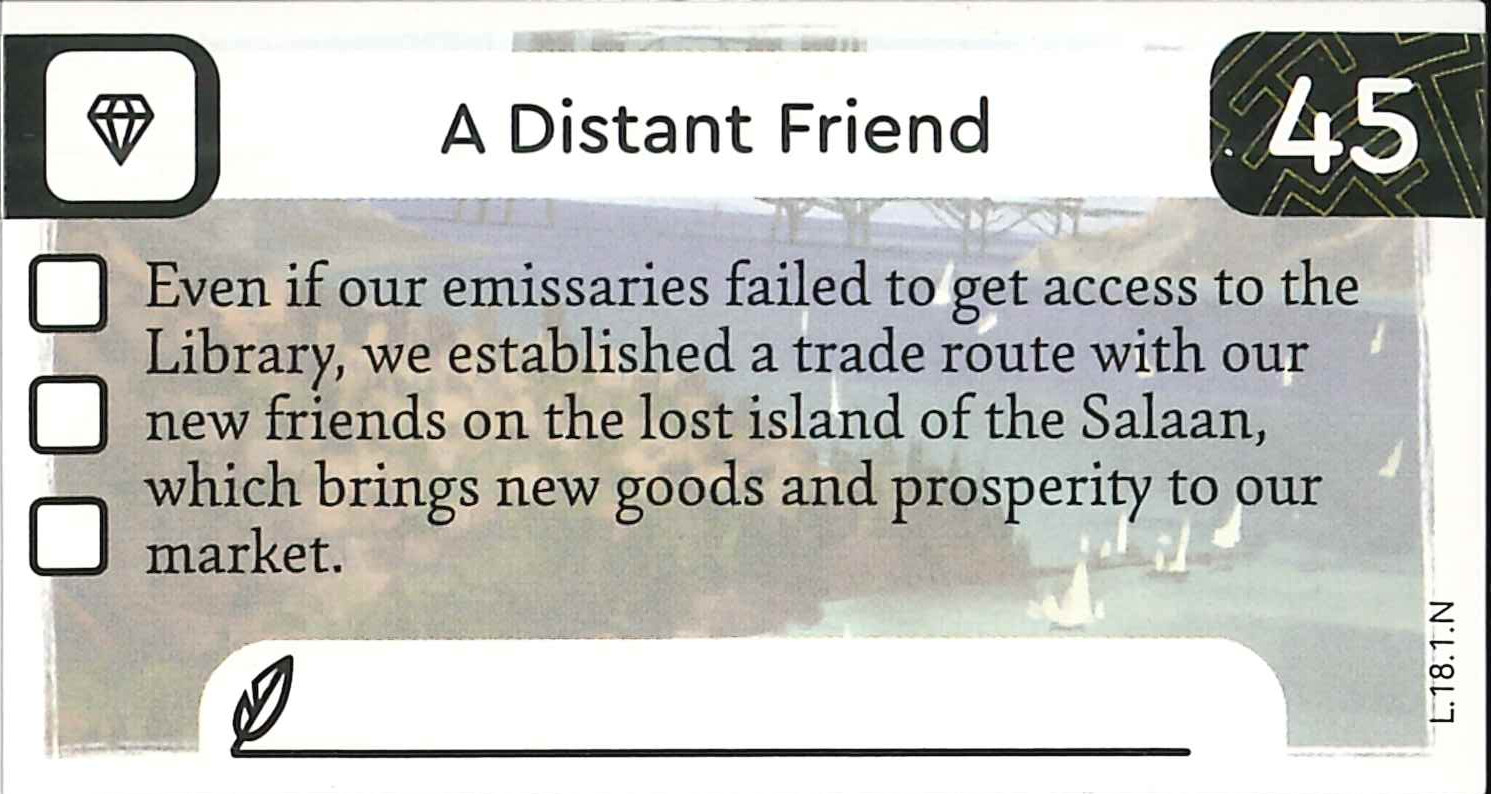 A Distant Friend
45
Even if our emissaries failed to get access to the
Library, we established a trade route with our
new friends on the lost island of the Salaan,
which brings new goods and prosperity to our
market.
L.18.1.N